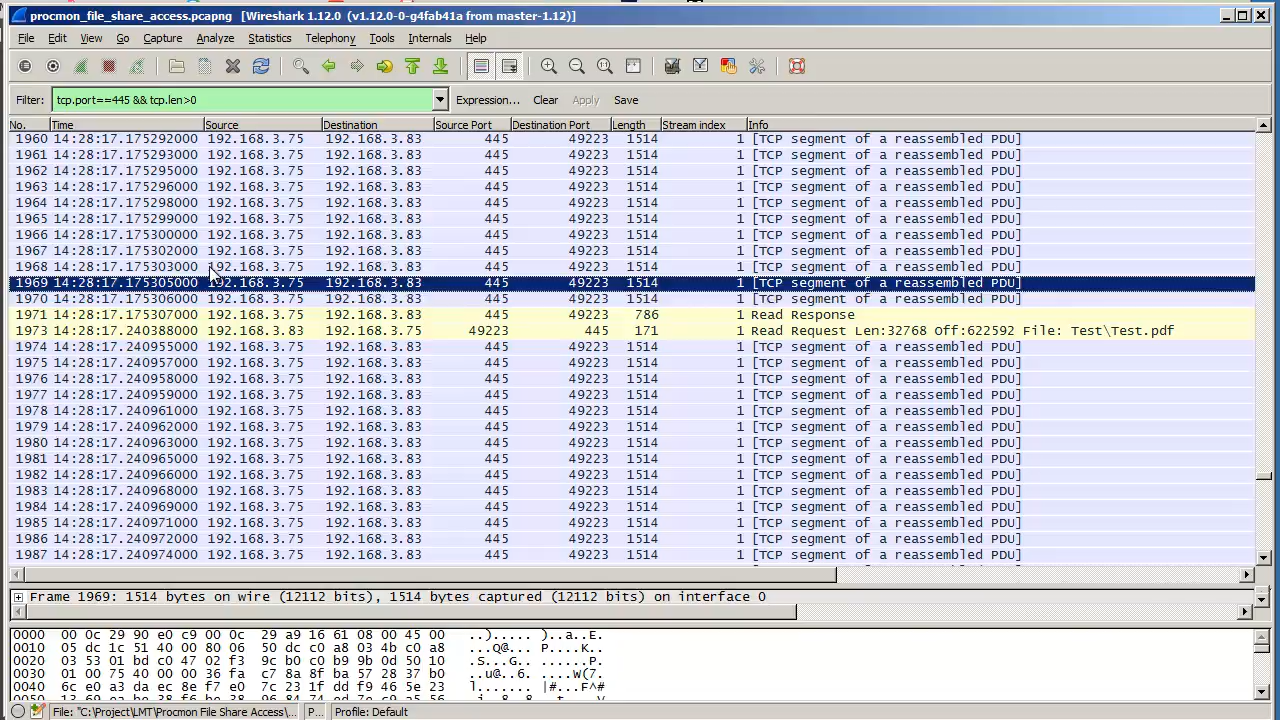 procmon_file_share_access.pcapng [Wireshark 1.12.0 (v1.12.0-0-g4fab41a from master-1.12)]
File Edit View Go Capture Analyze Statistics Telephony Tools Internals Help
Filter: tcp.port==445 && tcp.len>0 Expression... Clear Apply Save
No. Time Source Destination Source Port Destination Port Length Stream index Info
1960 14:28:17.175292000 192.168.3.75 192.168.3.83 445 49223 1514 1 [TCP segment of a reassembled PDU]
1961 14:28:17.175293000 192.168.3.75 192.168.3.83 445 49223 1514 1 [TCP segment of a reassembled PDU]
1962 14:28:17.175295000 192.168.3.75 192.168.3.83 445 49223 1514 1 [TCP segment of a reassembled PDU]
1963 14:28:17.175296000 192.168.3.75 192.168.3.83 445 49223 1514 1 [TCP segment of a reassembled PDU]
1964 14:28:17.175298000 192.168.3.75 192.168.3.83 445 49223 1514 1 [TCP segment of a reassembled PDU]
1965 14:28:17.175299000 192.168.3.75 192.168.3.83 445 49223 1514 1 [TCP segment of a reassembled PDU]
1966 14:28:17.175300000 192.168.3.75 192.168.3.83 445 49223 1514 1 [TCP segment of a reassembled PDU]
1967 14:28:17.175302000 192.168.3.75 192.168.3.83 445 49223 1514 1 [TCP segment of a reassembled PDU]
1968 14:28:17.175303000 192.168.3.75 192.168.3.83 445 49223 1514 1 [TCP segment of a reassembled PDU]
1969 14:28:17.175305000 192.168.3.75 192.168.3.83 445 49223 1514 1 [TCP segment of a reassembled PDU]
1970 14:28:17.175306000 192.168.3.75 192.168.3.83 445 49223 1514 1 [TCP segment of a reassembled PDU]
1971 14:28:17.175307000 192.168.3.75 192.168.3.83 445 49223 786 1 Read Response
1973 14:28:17.240388000 192.168.3.83 192.168.3.75 49223 445 171 1 Read Request Len:32768 Off:622592 File: Test\Test.pdf
1974 14:28:17.240955000 192.168.3.75 192.168.3.83 445 49223 1514 1 [TCP segment of a reassembled PDU]
1975 14:28:17.240957000 192.168.3.75 192.168.3.83 445 49223 1514 1 [TCP segment of a reassembled PDU]
1976 14:28:17.240958000 192.168.3.75 192.168.3.83 445 49223 1514 1 [TCP segment of a reassembled PDU]
1977 14:28:17.240959000 192.168.3.75 192.168.3.83 445 49223 1514 1 [TCP segment of a reassembled PDU]
1978 14:28:17.240961000 192.168.3.75 192.168.3.83 445 49223 1514 1 [TCP segment of a reassembled PDU]
1979 14:28:17.240962000 192.168.3.75 192.168.3.83 445 49223 1514 1 [TCP segment of a reassembled PDU]
1980 14:28:17.240963000 192.168.3.75 192.168.3.83 445 49223 1514 1 [TCP segment of a reassembled PDU]
1981 14:28:17.240965000 192.168.3.75 192.168.3.83 445 49223 1514 1 [TCP segment of a reassembled PDU]
1982 14:28:17.240966000 192.168.3.75 192.168.3.83 445 49223 1514 1 [TCP segment of a reassembled PDU]
1983 14:28:17.240968000 192.168.3.75 192.168.3.83 445 49223 1514 1 [TCP segment of a reassembled PDU]
1984 14:28:17.240969000 192.168.3.75 192.168.3.83 445 49223 1514 1 [TCP segment of a reassembled PDU]
1985 14:28:17.240971000 192.168.3.75 192.168.3.83 445 49223 1514 1 [TCP segment of a reassembled PDU]
1986 14:28:17.240972000 192.168.3.75 192.168.3.83 445 49223 1514 1 [TCP segment of a reassembled PDU]
1987 14:28:17.240974000 192.168.3.75 192.168.3.83 445 49223 1514 1 [TCP segment of a reassembled PDU]
Frame 1969: 1514 bytes on wire (12112 bits), 1514 bytes captured (12112 bits) on interface 0
0000 00 0c 29 90 e0 c9 00 0c 29 a9 16 61 08 00 45 00 ..)..... )..a..E.
0010 05 dc 1c 51 40 00 80 06 50 dc c0 a8 03 4b c0 a8 ...Q@... P....K..
0020 03 53 01 bd c0 47 02 f3 9c b0 c0 b9 9b 0d 50 10 .S...G.. ......P.
0030 01 00 75 40 00 00 36 fa c7 8a 8f ba 57 28 37 b0 ..u@..6. ....W(7.
0040 6c e0 a3 da ec 8e f7 e0 7c 23 1f dd f9 46 5e 23 l....... |#...F^#
File: "C:\Project\LMT\Procmon File Share Access\... P... Profile: Default